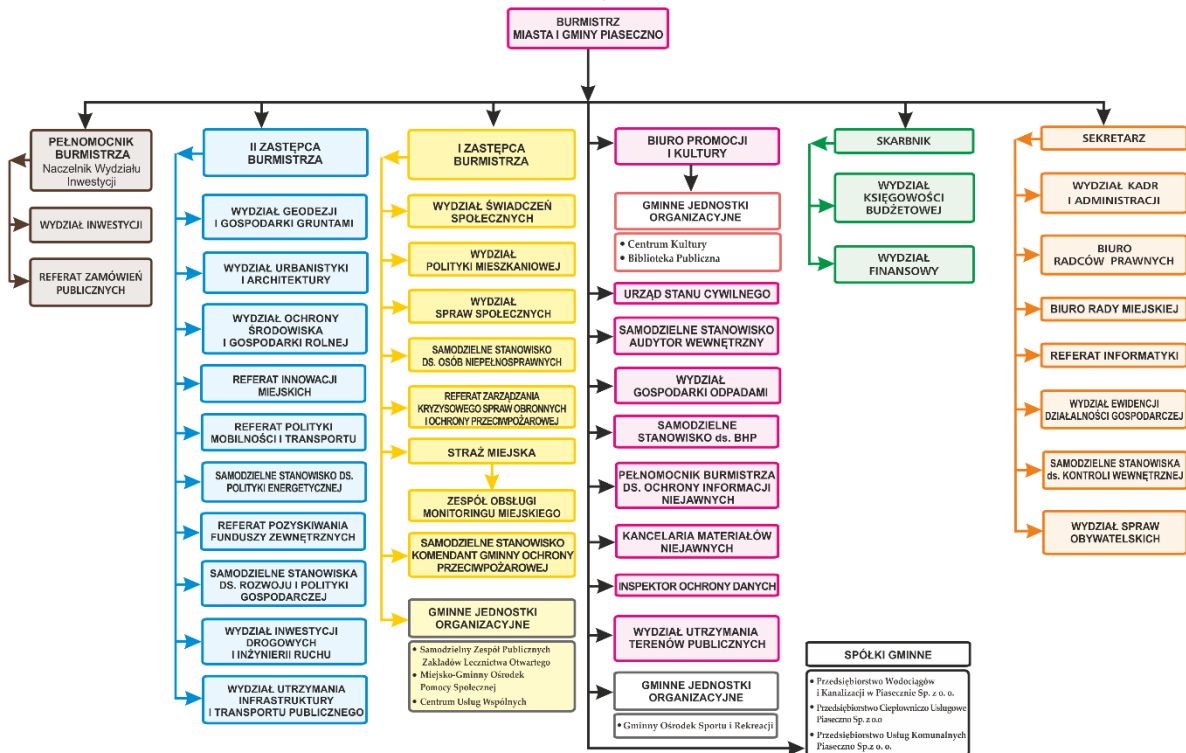 BURMISTRZ
MIASTA I GMINY PIASECZNO
PEŁNOMOCNIK
BURMISTRZA
Naczelnik Wydziału
Inwestycji
WYDZIAŁ INWESTYCJI
REFERAT ZAMÓWIEŃ
PUBLICZNYCH
II ZASTĘPCA
BURMISTRZA
WYDZIAŁ GEODEZJI
I GOSPODARKI GRUNTAMI
WYDZIAŁ URBANISTYKI
I ARCHITEKTURY
WYDZIAŁ OCHRONY
ŚRODOWISKA
I GOSPODARKI ROLNEJ
REFERAT INNOWACJI
MIEJSKICH
REFERAT POLITYKI
MOBILNOŚCI I TRANSPORTU
SAMODZIELNE STANOWISKO DS.
POLITYKI ENERGETYCZNEJ
REFERAT POZYSKIWANIA
FUNDUSZY ZEWNĘTRZNYCH
SAMODZIELNE STANOWISKA
DS. ROZWOJU I POLITYKI
GOSPODARCZEJ
WYDZIAŁ INWESTYCJI
DROGOWYCH
I INŻYNIERII RUCHU
WYDZIAŁ UTRZYMANIA
INFRASTRUKTURY
I TRANSPORTU PUBLICZNEGO
I ZASTĘPCA
BURMISTRZA
WYDZIAŁ ŚWIADCZEŃ
SPOŁECZNYCH
WYDZIAŁ
POLITYKI MIESZKANIOWEJ
WYDZIAŁ
SPRAW SPOŁECZNYCH
SAMODZIELNE STANOWISKO
DS. OSÓB NIEPEŁNOSPRAWNYCH
REFERAT ZARZĄDZANIA
KRYZYSOWEGO SPRAW OBRONNYCH
I OCHRONY PRZECIWPOŻAROWEJ
STRAŻ MIEJSKA
ZESPÓŁ OBSŁUGI
MONITORINGU MIEJSKIEGO
SAMODZIELNE STANOWISKO
KOMENDANT GMINNY OCHRONY
PRZECIWPOŻAROWEJ
GMINNE JEDNOSTKI
ORGANIZACYJNE
• Samodzielny Zespół Publicznych
Zakładów Lecznictwa Otwartego
• Miejsko-Gminny Ośrodek
Pomocy Społecznej
• Centrum Usług Wspólnych
BIURO PROMOCJI
I KULTURY
GMINNE JEDNOSTKI
ORGANIZACYJNE
• Centrum Kultury
• Biblioteka Publiczna
URZĄD STANU CYWILNEGO
SAMODZIELNE STANOWISKO
AUDYTOR WEWNĘTRZNY
WYDZIAŁ
GOSPODARKI ODPADAMI
SAMODZIELNE
STANOWISKO ds. BHP
PEŁNOMOCNIK BURMISTRZA
DS. OCHRONY INFORMACJI
NIEJAWNYCH
KANCELARIA MATERIAŁÓW
NIEJAWNYCH
INSPEKTOR OCHRONY DANYCH
WYDZIAŁ UTRZYMANIA
TERENÓW PUBLICZNYCH
GMINNE JEDNOSTKI
ORGANIZACYJNE
• Gminny Ośrodek Sportu i Rekreacji
SKARBNIK
WYDZIAŁ
KSIĘGOWOŚCI
BUDŻETOWEJ
WYDZIAŁ
FINANSOWY
SPÓŁKI GMINNE
• Przedsiębiorstwo Wodociągów
i Kanalizacji w Piasecznie Sp. z o. o.
• Przedsiębiorstwo Ciepłowniczo Usługowe
Piaseczno Sp. z o.o
• Przedsiębiorstwo Usług Komunalnych
Piaseczno Sp.z o. o.
SEKRETARZ
WYDZIAŁ KADR
I ADMINISTRACJI
BIURO
RADCÓW PRAWNYCH
BIURO RADY MIEJSKIEJ
REFERAT INFORMATYKI
WYDZIAŁ EWIDENCJI
DZIAŁALNOŚCI GOSPODARCZEJ
SAMODZIELNE STANOWISKA
ds. KONTROLI WEWNĘTRZNEJ
WYDZIAŁ SPRAW
OBYWATELSKICH